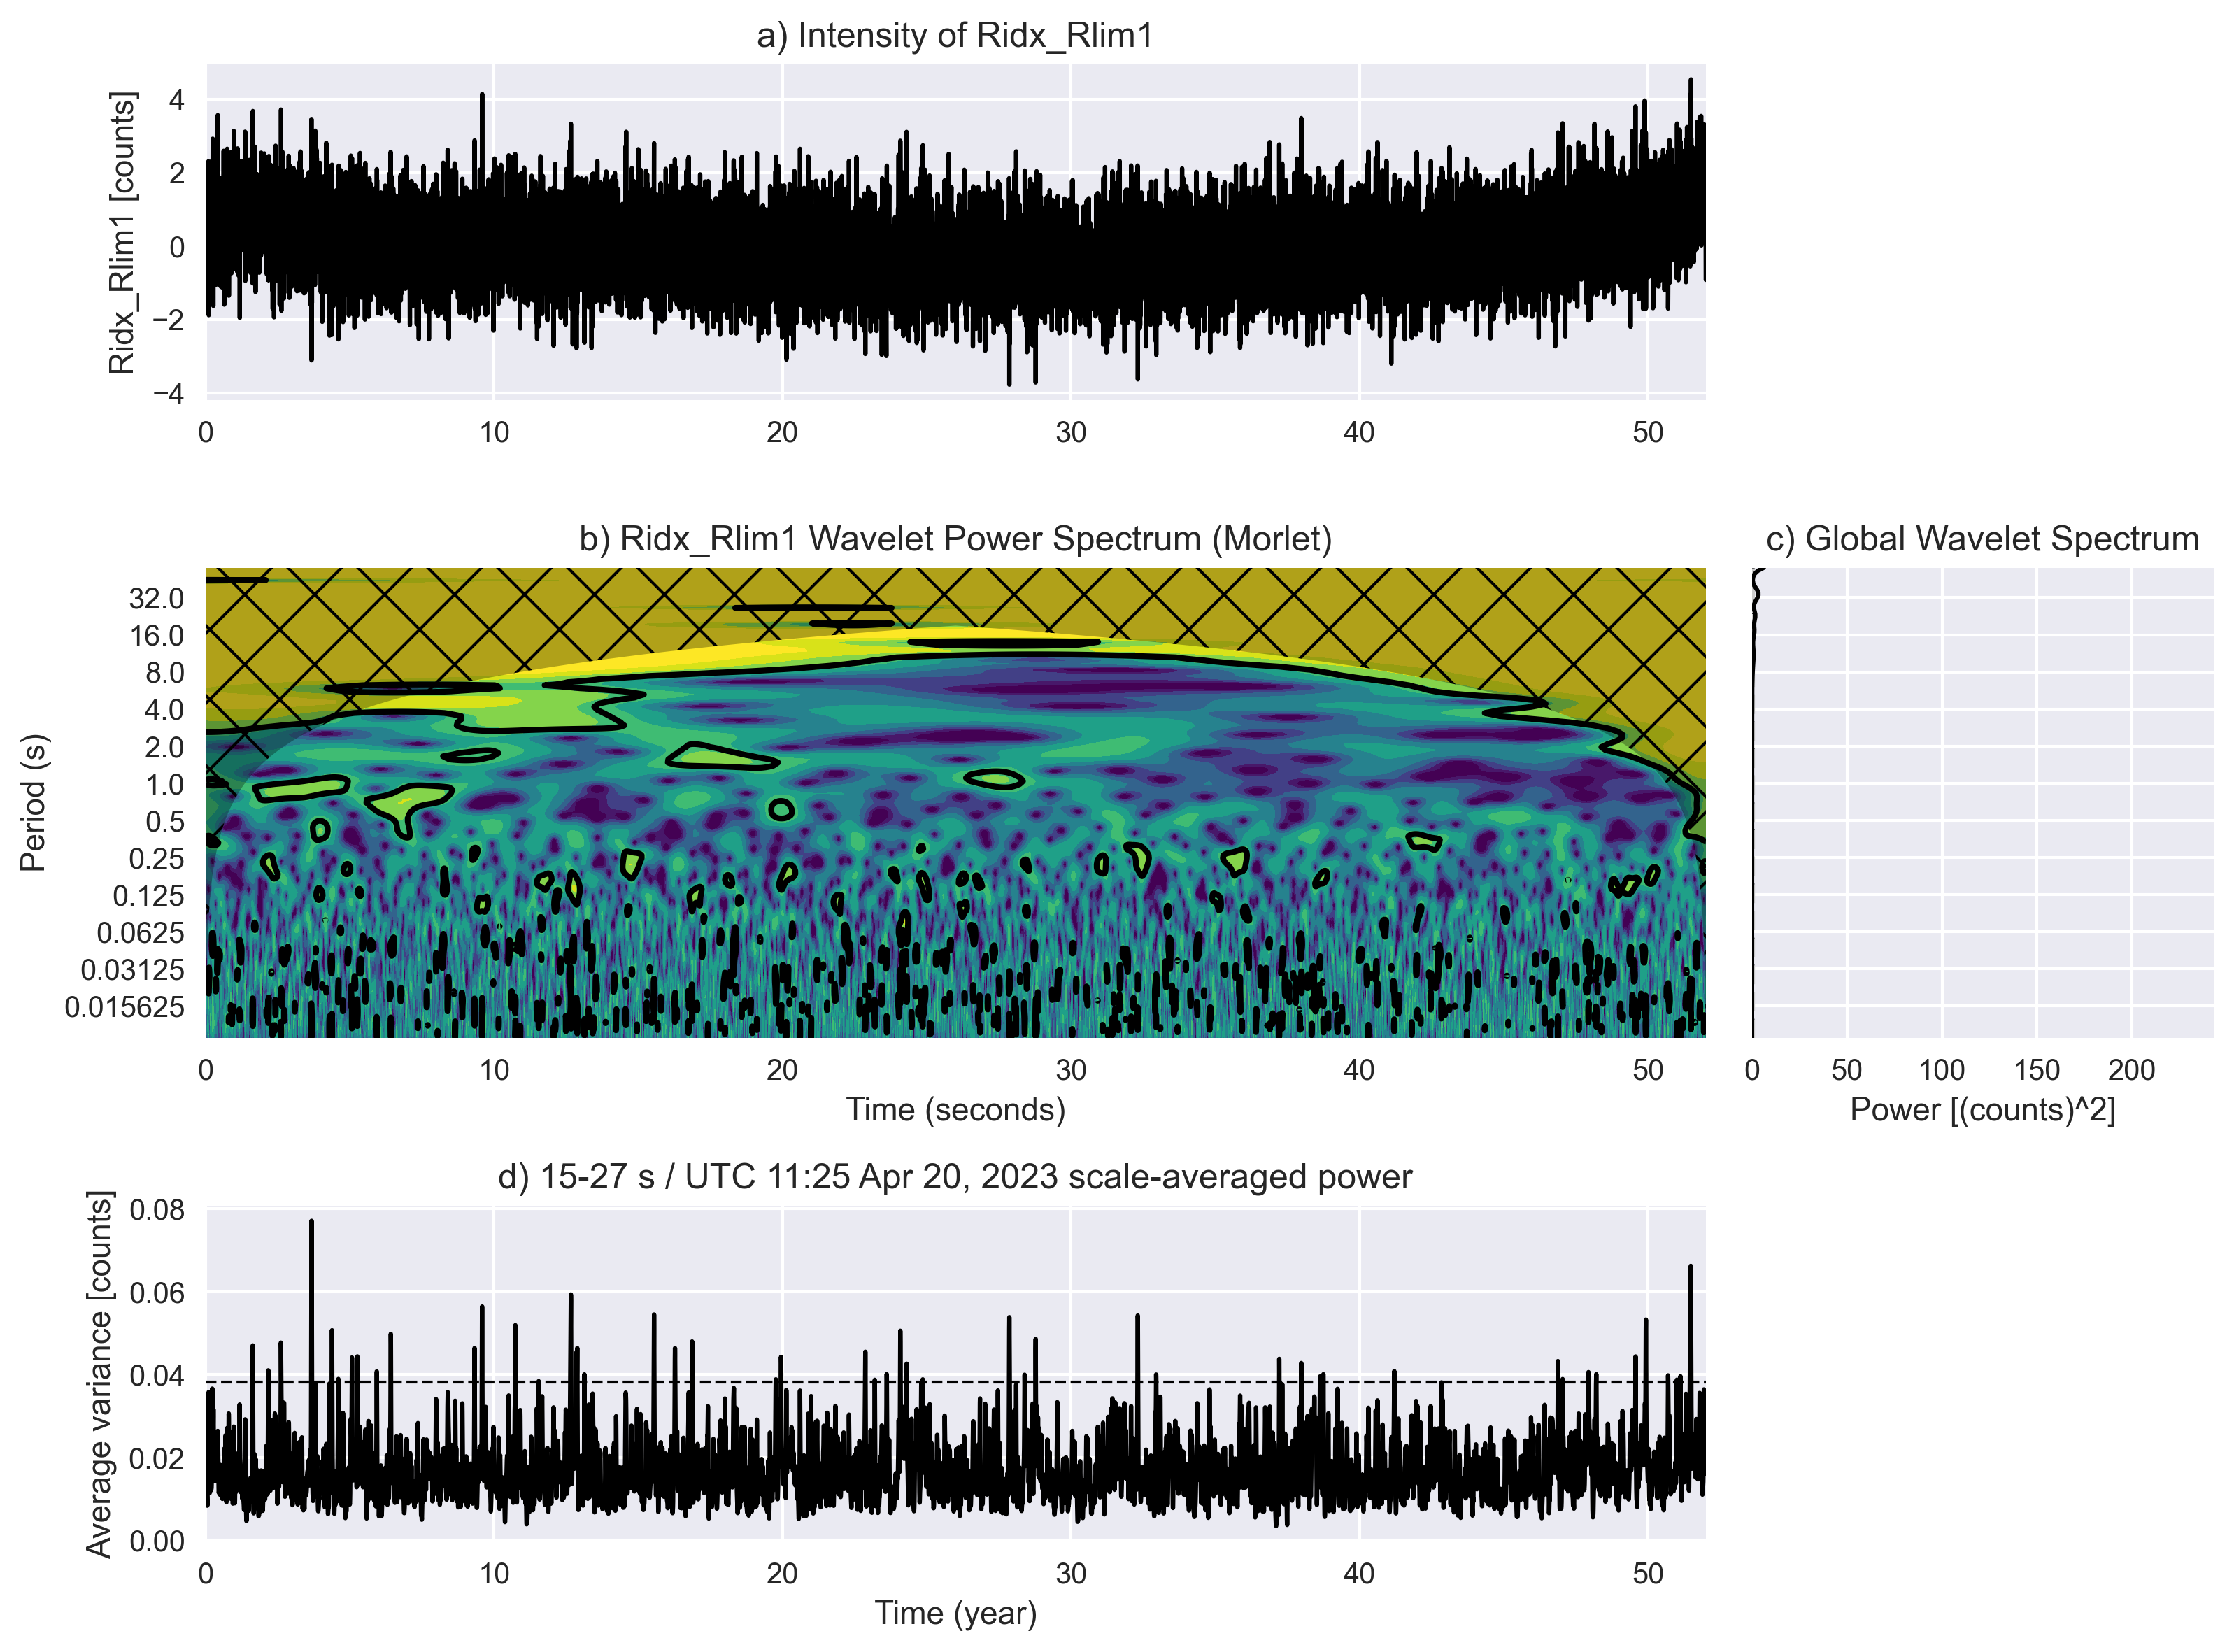 a) Intensity of Ridx_Rlim1
Ridx_Rlim1 [counts]
4
2
0
−2
−4
0 10 20 30 40 50
b) Ridx_Rlim1 Wavelet Power Spectrum (Morlet)
Period (s)
32.0
16.0
8.0
4.0
2.0
1.0
0.5
0.25
0.125
0.0625
0.03125
0.015625
0 10 20 30 40 50
Time (seconds)
c) Global Wavelet Spectrum
0 50 100 150 200
Power [(counts)^2]
d) 15-27 s / UTC 11:25 Apr 20, 2023 scale-averaged power
Average variance [counts]
0.08
0.06
0.04
0.02
0.00
0 10 20 30 40 50
Time (year)